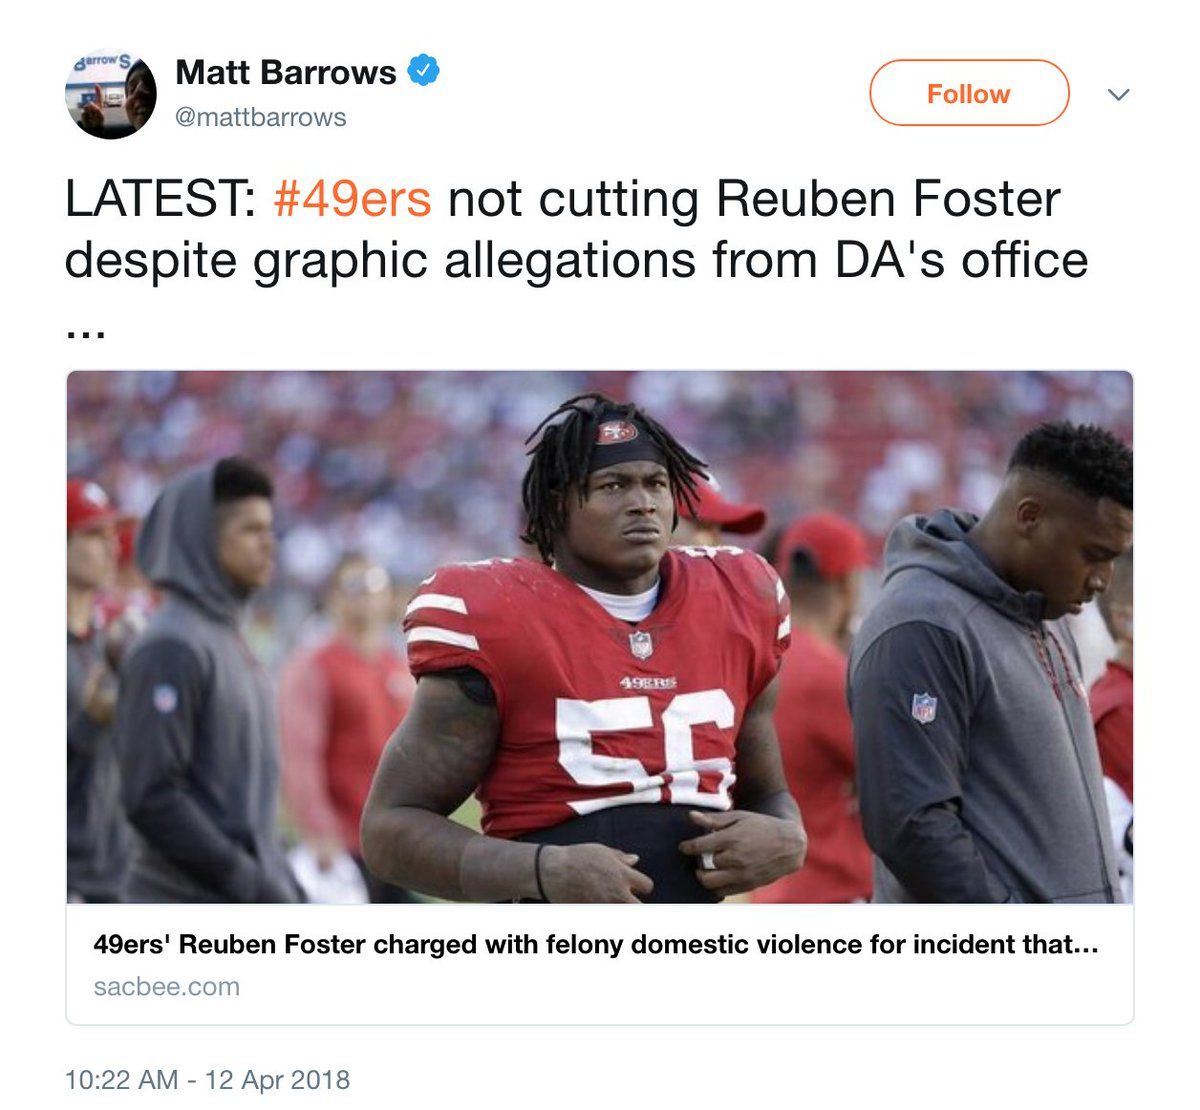 Barrows
Matt Barrows
@mattbarrows
Follow
LATEST: #49ers not cutting Reuben Foster
despite graphic allegations from DA's office
...
49ERS
56
NFL
49ers' Reuben Foster charged with felony domestic violence for incident that...
sacbee.com
10:22 AM - 12 Apr 2018